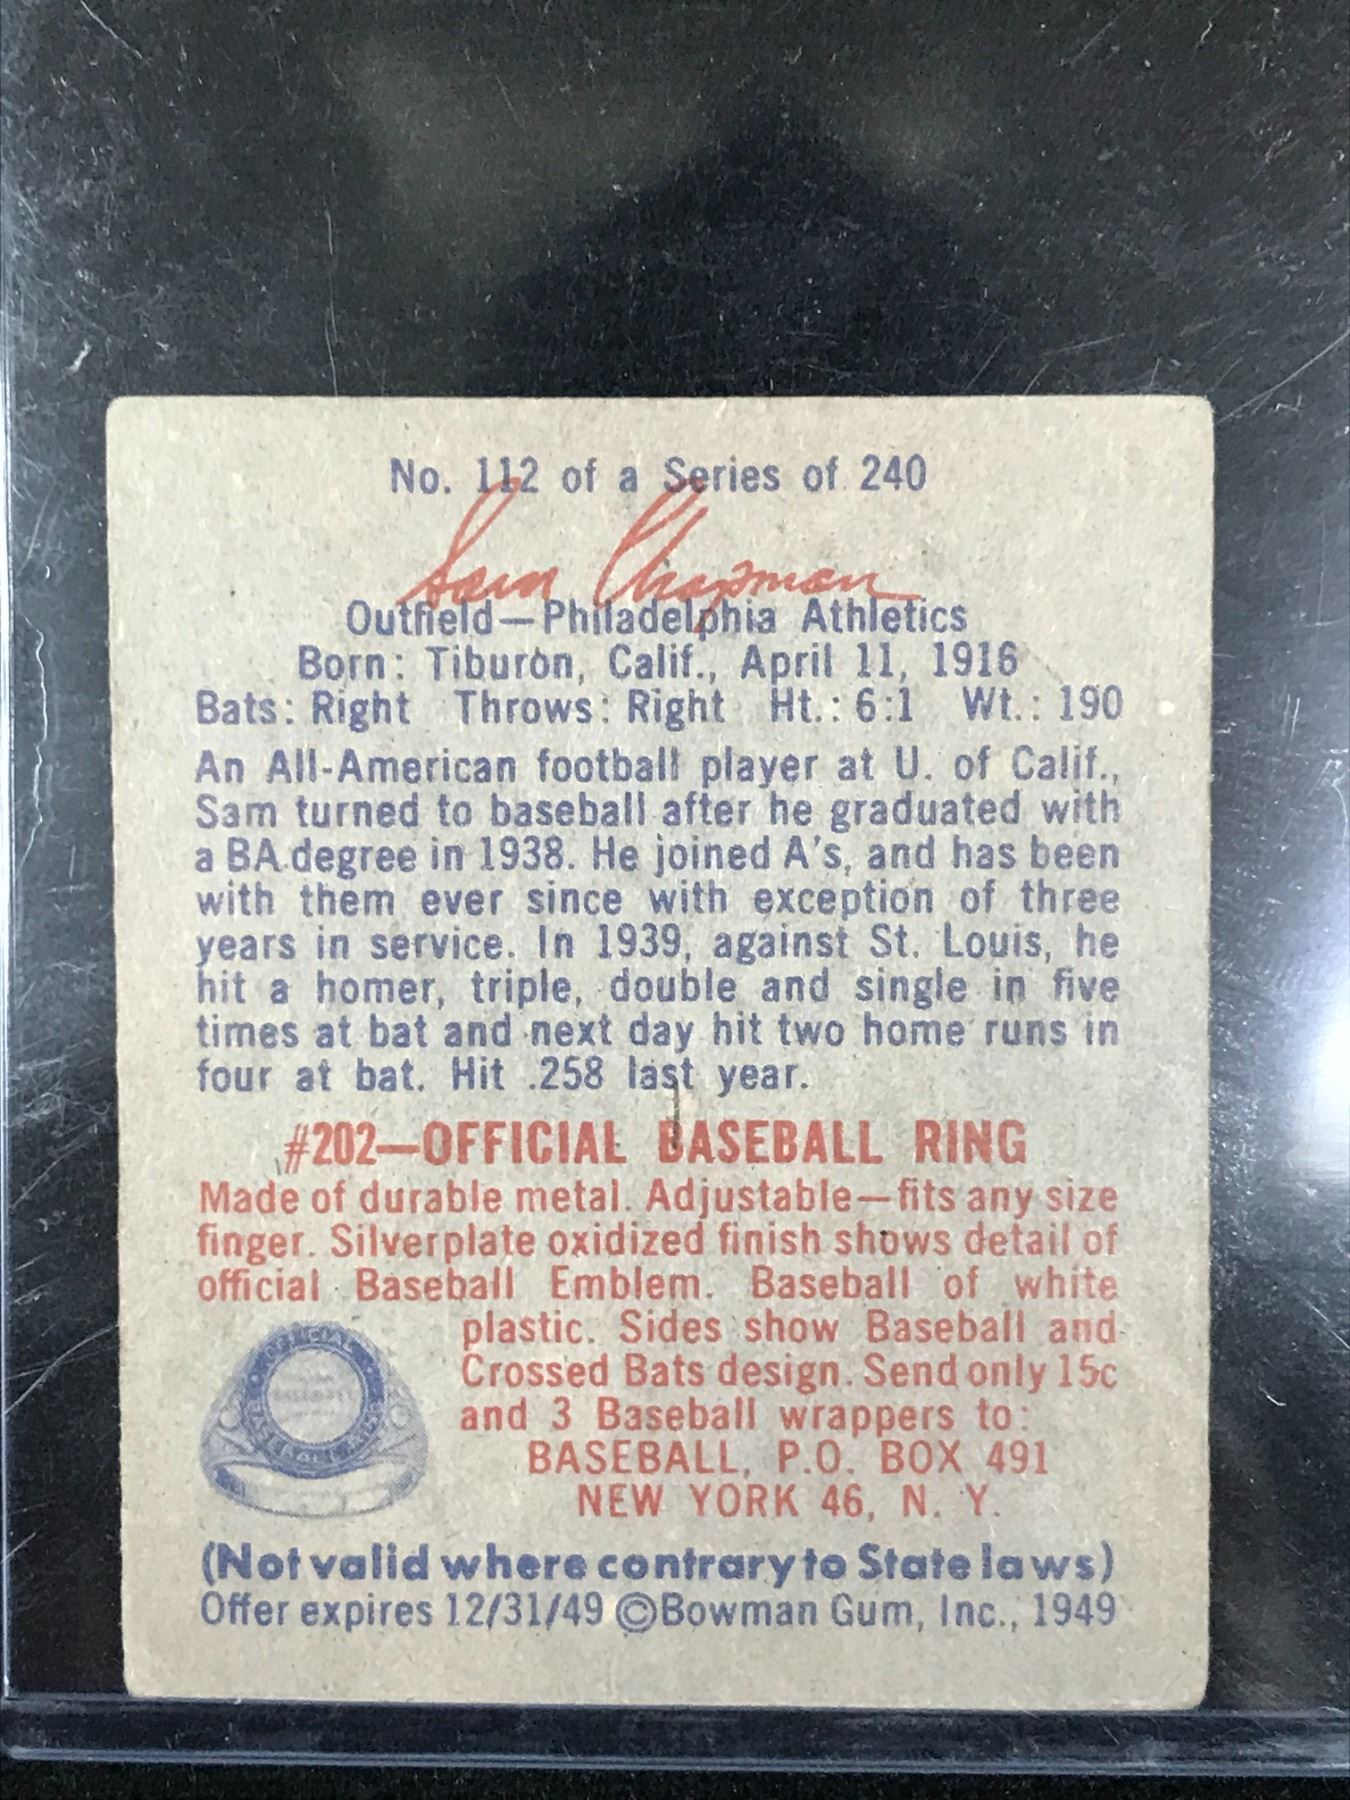 No. 112 of a Series of 240
Sam Chapman
Outfield—Philadelphia Athletics
Born: Tiburon, Calif., April 11, 1916
Bats: Right Throws: Right Ht.: 6:1 Wt.: 190
An All-American football player at U. of Calif.,
Sam turned to baseball after he graduated with
a BA degree in 1938. He joined A's, and has been
with them ever since with exception of three
years in service. In 1939, against St. Louis, he
hit a homer, triple, double and single in five
times at bat and next day hit two home runs in
four at bat. Hit .258 last year.
#202—OFFICIAL BASEBALL RING
Made of durable metal. Adjustable—fits any size
finger. Silverplate oxidized finish shows detail of
official Baseball Emblem. Baseball of white
plastic. Sides show Baseball and
Crossed Bats design. Send only 15c
and 3 Baseball wrappers to:
BASEBALL, P.O. BOX 491
NEW YORK 46, N. Y.
OFFICIAL
BASEBALL
(Not valid where contrary to State laws)
Offer expires 12/31/49 ©Bowman Gum, Inc., 1949